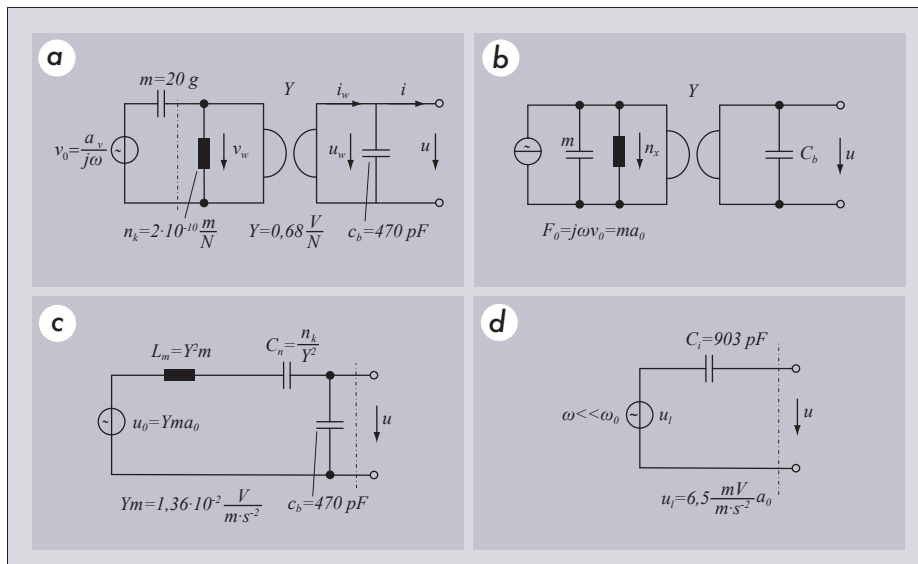 a
m=20 g
Y
i_w
i
v_0=a_v/jω
~
v_w
u_w
u
n_k=2·10^-10 m/N
Y=0,68 V/N
c_b=470 pF
b
Y
~
m
n_x
C_b
u
F_0=jωv_0=ma_0
c
L_m=Y²m
C_n=n_k/Y²
~
u_0=Yma_0
u
Ym=1,36·10^-2 V/m·s^-2
c_b=470 pF
d
C_i=903 pF
ω<<ω_0
~
u_l
u
u_l=6,5 mV/m·s^-2 a_0